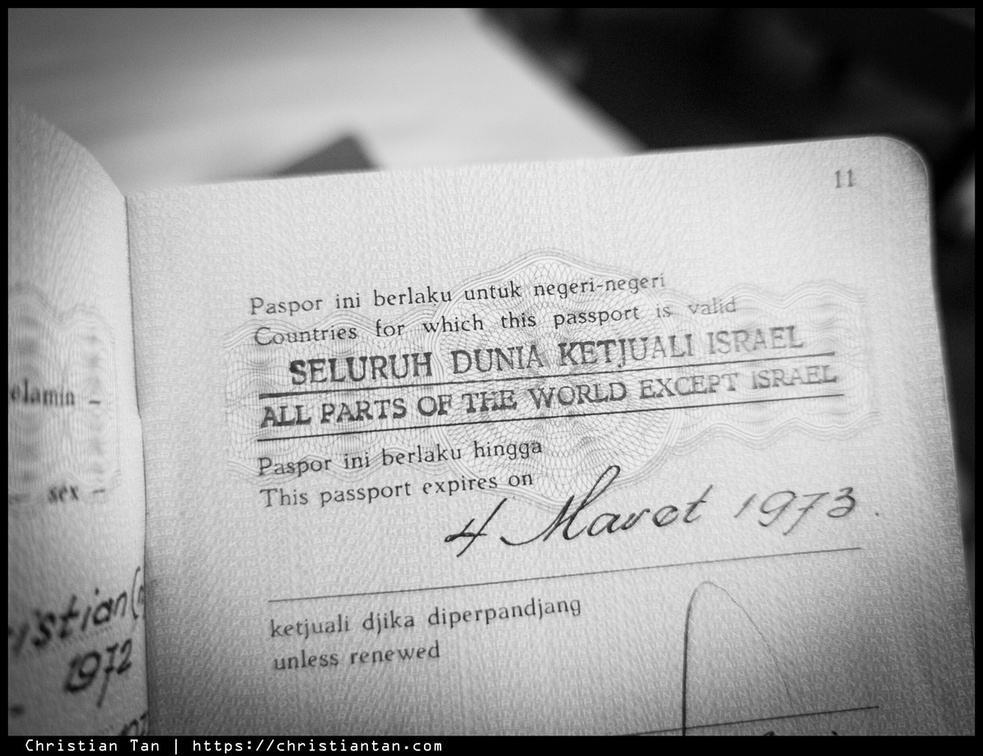 11
Paspor ini berlaku untuk negeri-negeri
Countries for which this passport is valid
SELURUH DUNIA KETJUALI ISRAEL
ALL PARTS OF THE WORLD EXCEPT ISRAEL
Paspor ini berlaku hingga
This passport expires on
4 Maret 1973.
ketjuali djika diperpandjang
unless renewed
sex -
1972
Christian Tan | https://christiantan.com